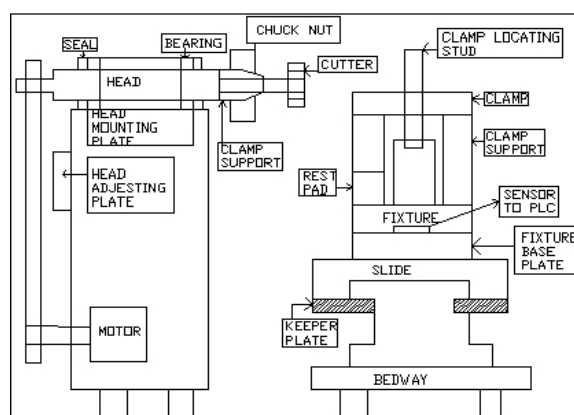 CHUCK NUT
SEAL
BEARING
CUTTER
HEAD
HEAD
MOUNTING
PLATE
CLAMP
SUPPORT
HEAD
ADJESTING
PLATE
MOTOR
CLAMP LOCATING
STUD
CLAMP
CLAMP
SUPPORT
REST
PAD
SENSOR
TO PLC
FIXTURE
FIXTURE
BASE
PLATE
SLIDE
KEEPER
PLATE
BEDWAY